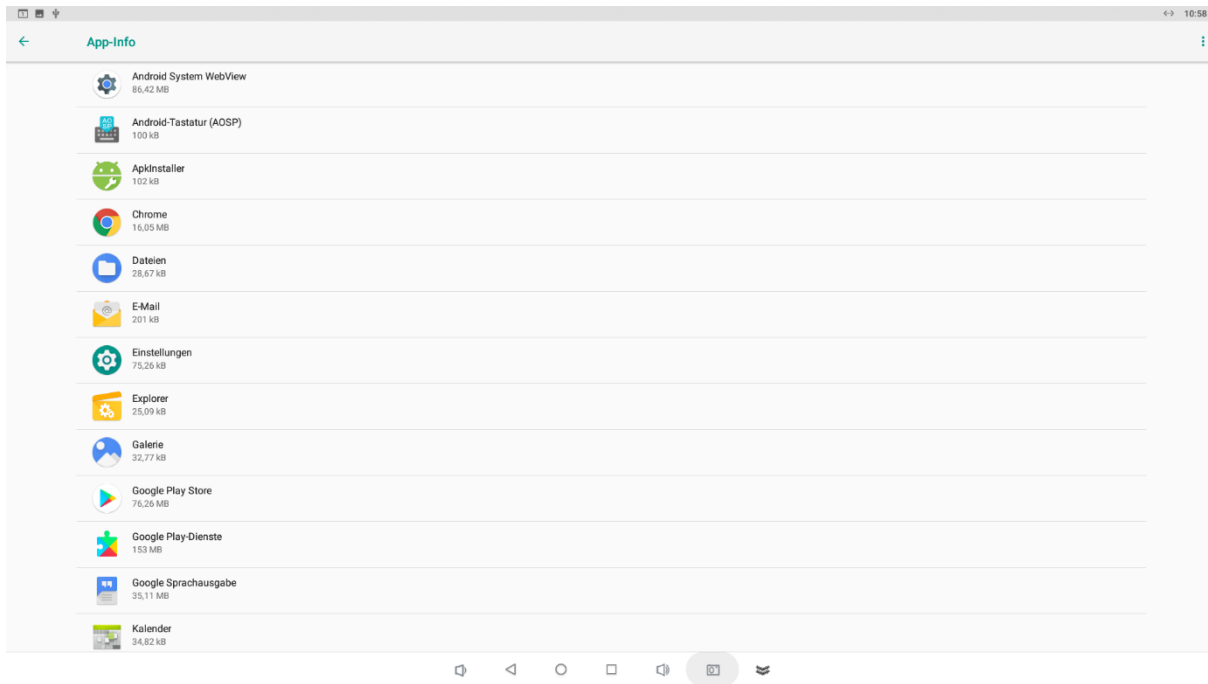 10:58
App-Info
Android System WebView
86,42 MB
Android-Tastatur (AOSP)
100 kB
ApkInstaller
102 kB
Chrome
16,05 MB
Dateien
28,67 kB
E-Mail
201 kB
Einstellungen
75,26 kB
Explorer
25,09 kB
Galerie
32,77 kB
Google Play Store
76,26 MB
Google Play-Dienste
153 MB
Google Sprachausgabe
35,11 MB
Kalender
34,82 kB